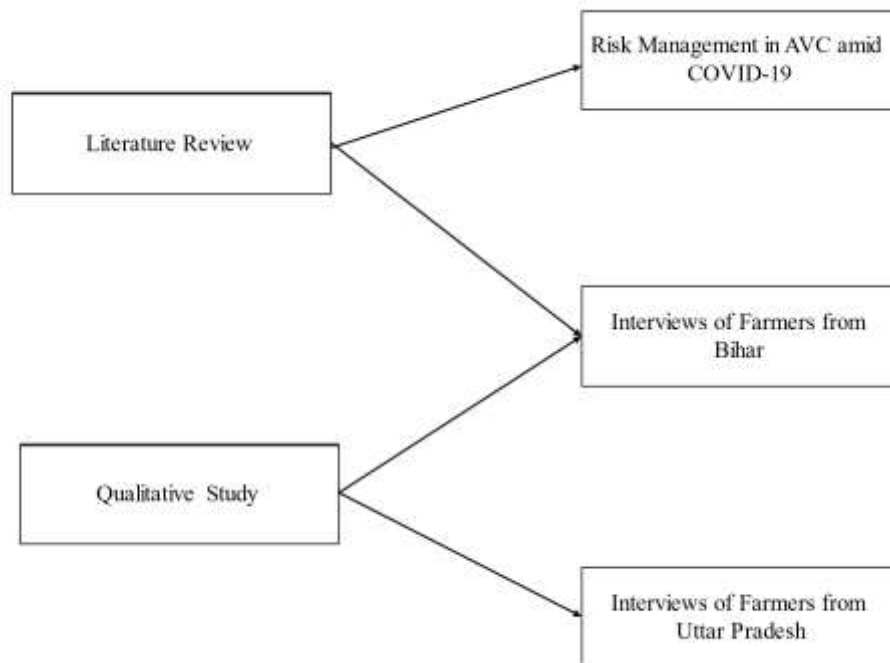 Risk Management in AVC amid
COVID-19
Literature Review
Interviews of Farmers from
Bihar
Qualitative Study
Interviews of Farmers from
Uttar Pradesh